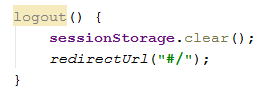 logout() {
    sessionStorage.clear();
    redirectUrl("#/");
}